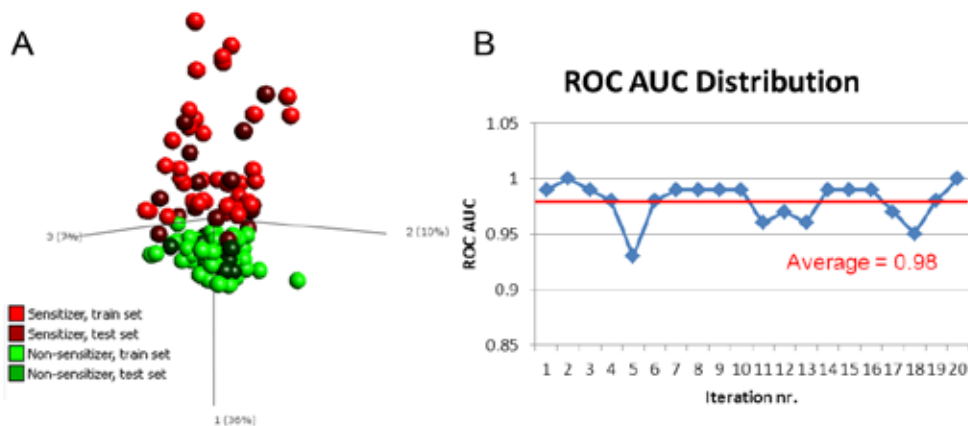 A
3 (7%)
2 (10%)
Sensitizer, train set
Sensitizer, test set
Non-sensitizer, train set
Non-sensitizer, test set
1 (36%)
B
ROC AUC Distribution
1.05
1
0.95
0.9
0.85
ROC AUC
Average = 0.98
1 2 3 4 5 6 7 8 9 10 11 12 13 14 15 16 17 18 19 20
Iteration nr.